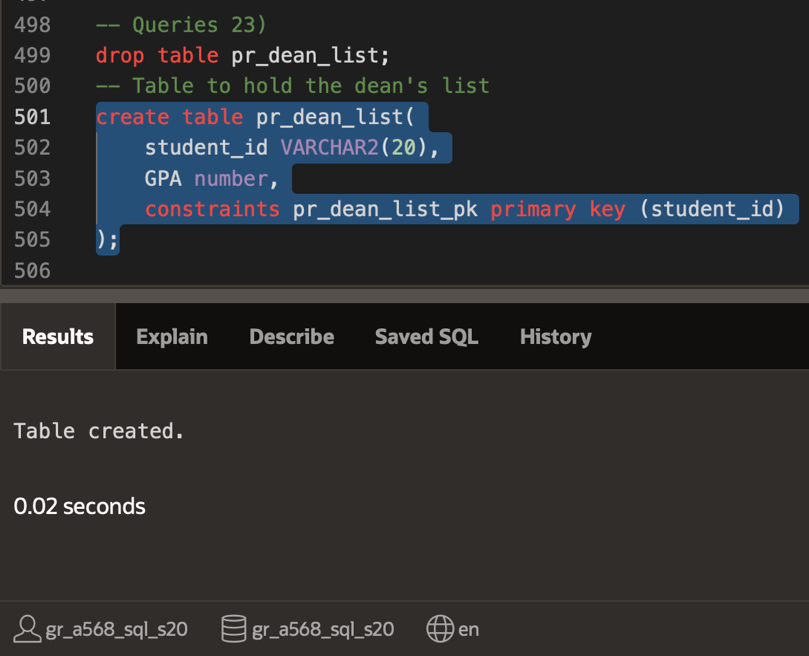 498 -- Queries 23)
499 drop table pr_dean_list;
500 -- Table to hold the dean's list
501 create table pr_dean_list(
502 student_id VARCHAR2(20),
503 GPA number,
504 constraints pr_dean_list_pk primary key (student_id)
505 );
506
Results Explain Describe Saved SQL History
Table created.
0.02 seconds
gr_a568_sql_s20 gr_a568_sql_s20 en